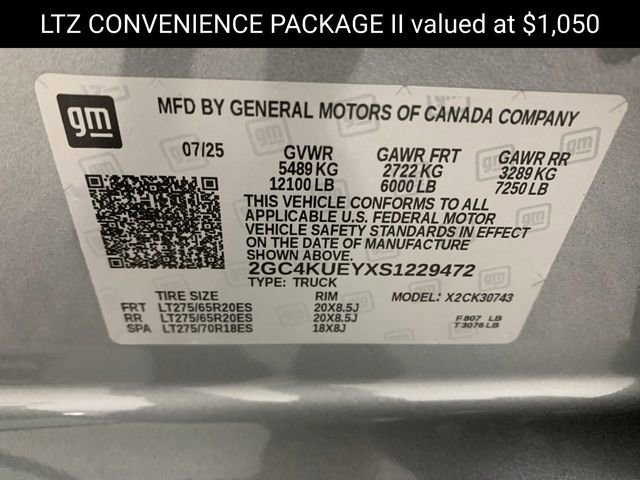 LTZ CONVENIENCE PACKAGE II valued at $1,050
gm
MFD BY GENERAL MOTORS OF CANADA COMPANY
07/25 GVWR GAWR FRT GAWR RR
5489 KG 2722 KG 3289 KG
12100 LB 6000 LB 7250 LB
THIS VEHICLE CONFORMS TO ALL
APPLICABLE U.S. FEDERAL MOTOR
VEHICLE SAFETY STANDARDS IN EFFECT
ON THE DATE OF MANUFACTURE
SHOWN ABOVE.
2GC4KUEYXS1229472
TYPE: TRUCK
TIRE SIZE RIM MODEL: X2CK30743
FRT LT275/65R20ES 20X8.5J
RR LT275/65R20ES 20X8.5J F 807 LB
SPA LT275/70R18ES 18X8J T 3076 LB